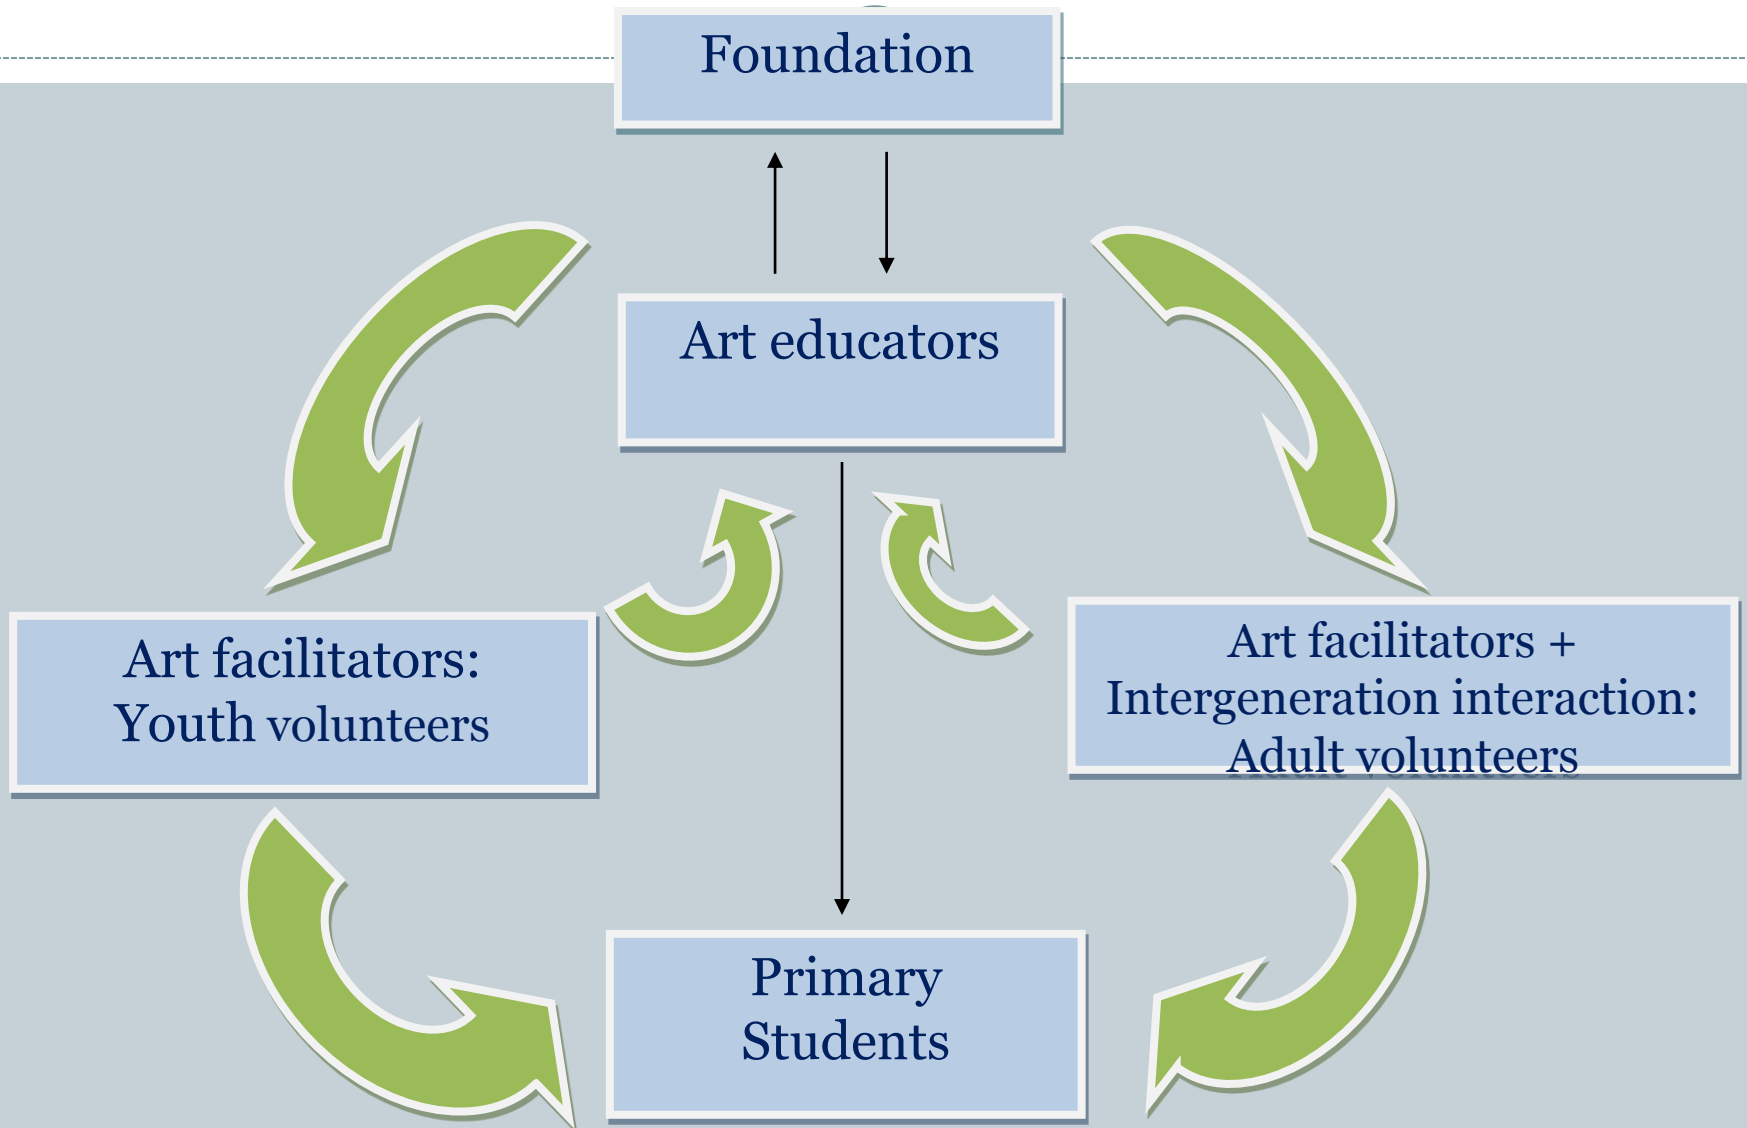 Foundation
Art educators
Art facilitators:
Youth volunteers
Art facilitators +
Intergeneration interaction:
Adult volunteers
Primary
Students